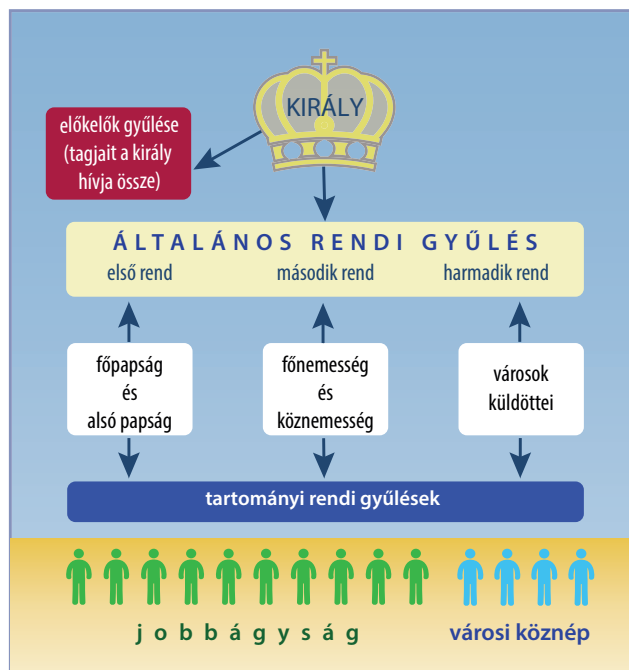 KIRÁLY
előkelők gyűlése
(tagjait a király
hívja össze)
ÁLTALÁNOS RENDI GYŰLÉS
első rend
második rend
harmadik rend
főpapság
és
alsó papság
főnemesség
és
köznemesség
városok
küldöttei
tartományi rendi gyűlések
jobbágyság
városi köznép